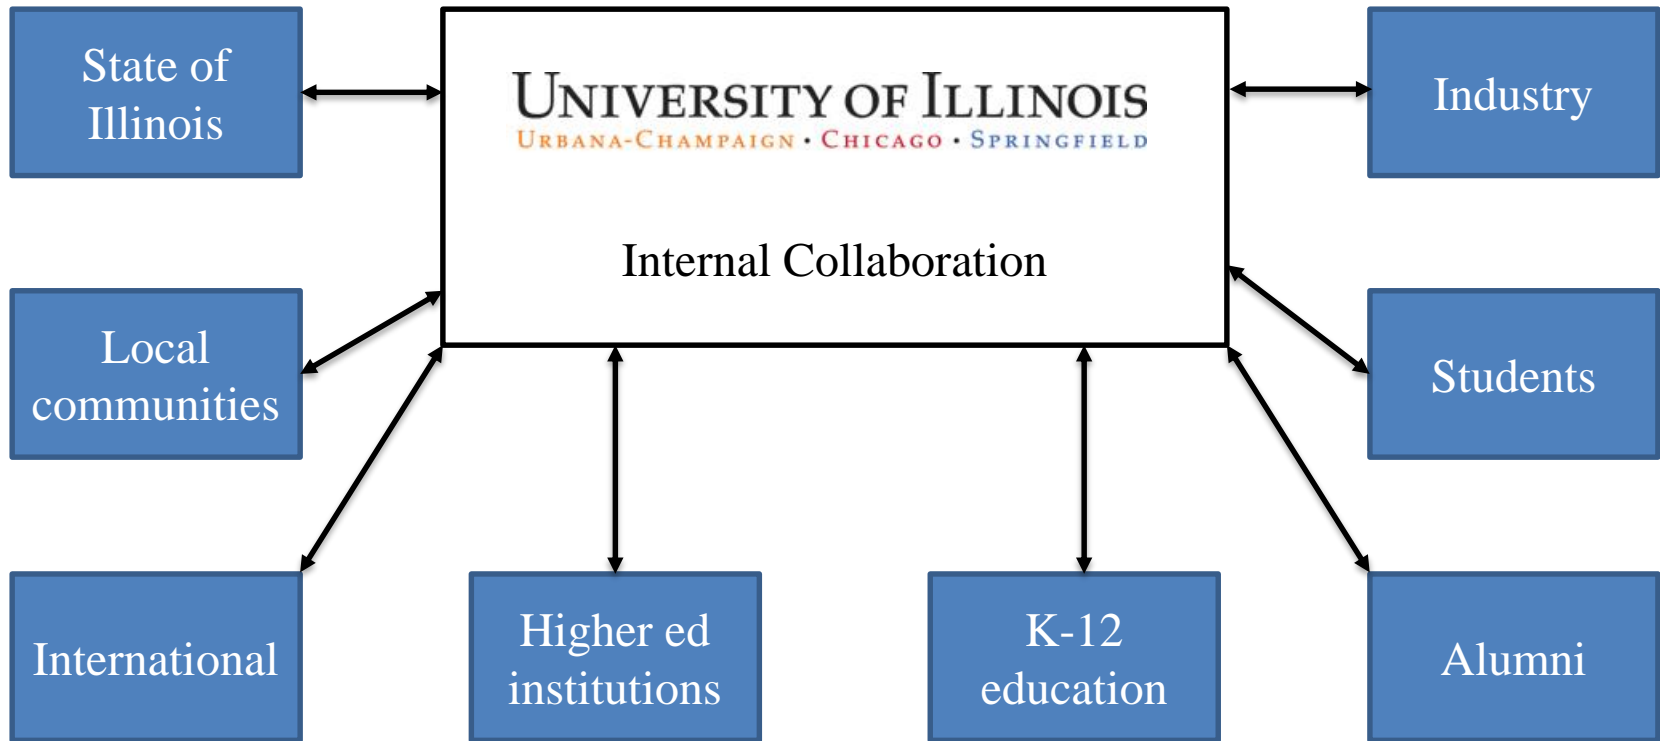 State of
Illinois
UNIVERSITY OF ILLINOIS
URBANA-CHAMPAIGN • CHICAGO • SPRINGFIELD
Internal Collaboration
Industry
Local
communities
Students
International
Higher ed
institutions
K-12
education
Alumni